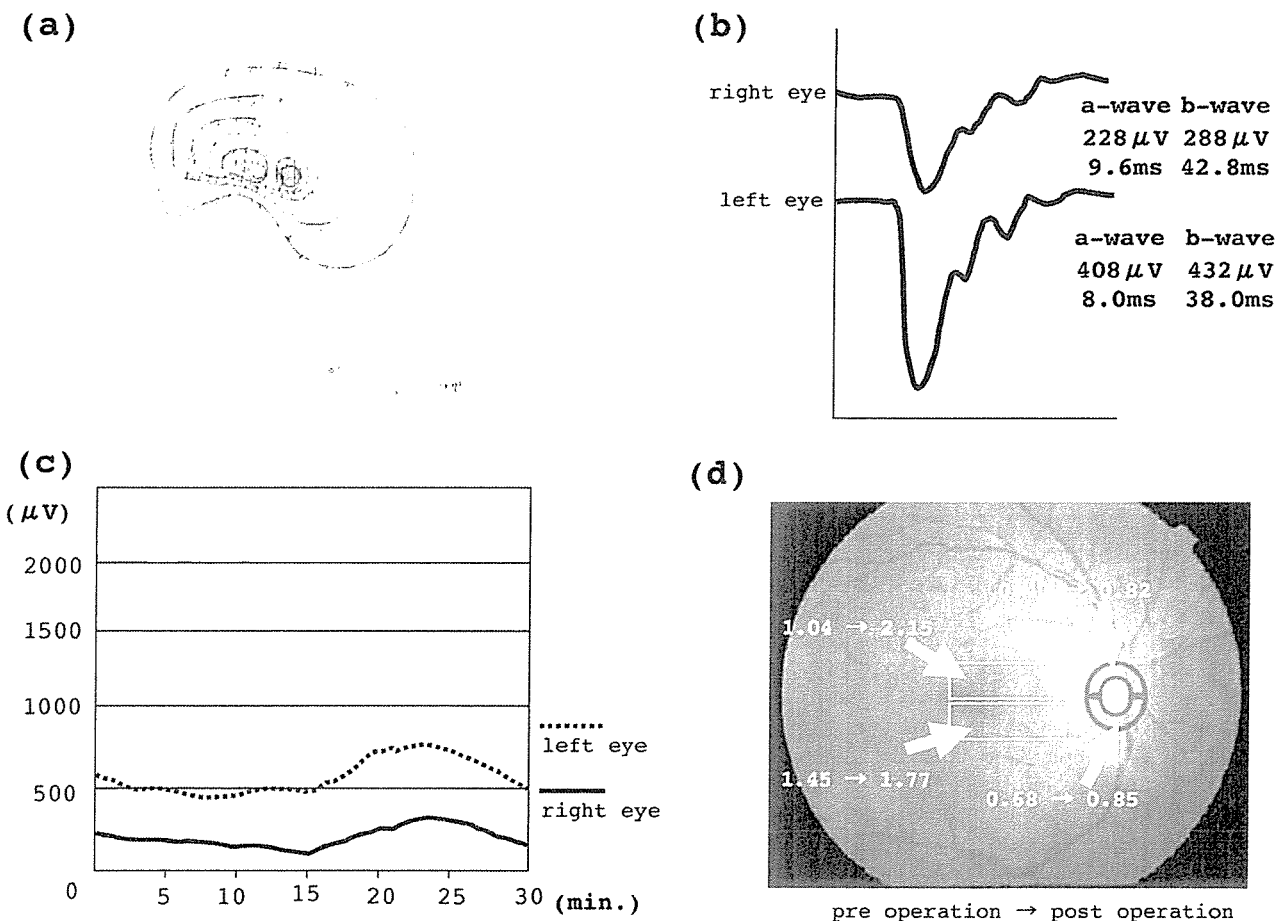 (a)
(b)
right eye
a-wave b-wave
228μV 288μV
9.6ms 42.8ms
left eye
a-wave b-wave
408μV 432μV
8.0ms 38.0ms
(c)
(μV)
2000
1500
1000
500
0
5 10 15 20 25 30 (min.)
left eye
right eye
(d)
0.82
1.04 → 2.15
1.45 → 1.77
0.68 → 0.85
pre operation → post operation